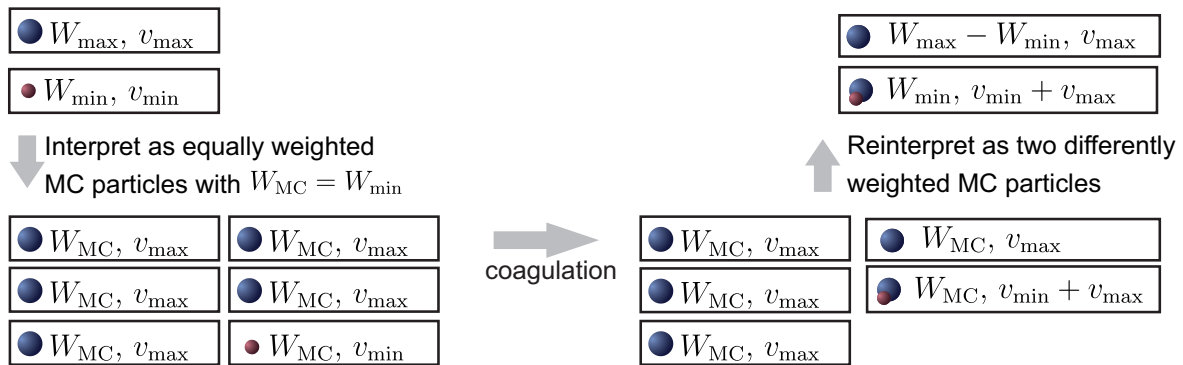 W_max, v_max
W_min, v_min
Interpret as equally weighted
MC particles with W_MC = W_min
W_MC, v_max
W_MC, v_max
W_MC, v_max
W_MC, v_max
W_MC, v_max
W_MC, v_min
coagulation
W_max − W_min, v_max
W_min, v_min + v_max
Reinterpret as two differently
weighted MC particles
W_MC, v_max
W_MC, v_max
W_MC, v_max
W_MC, v_min + v_max
W_MC, v_max